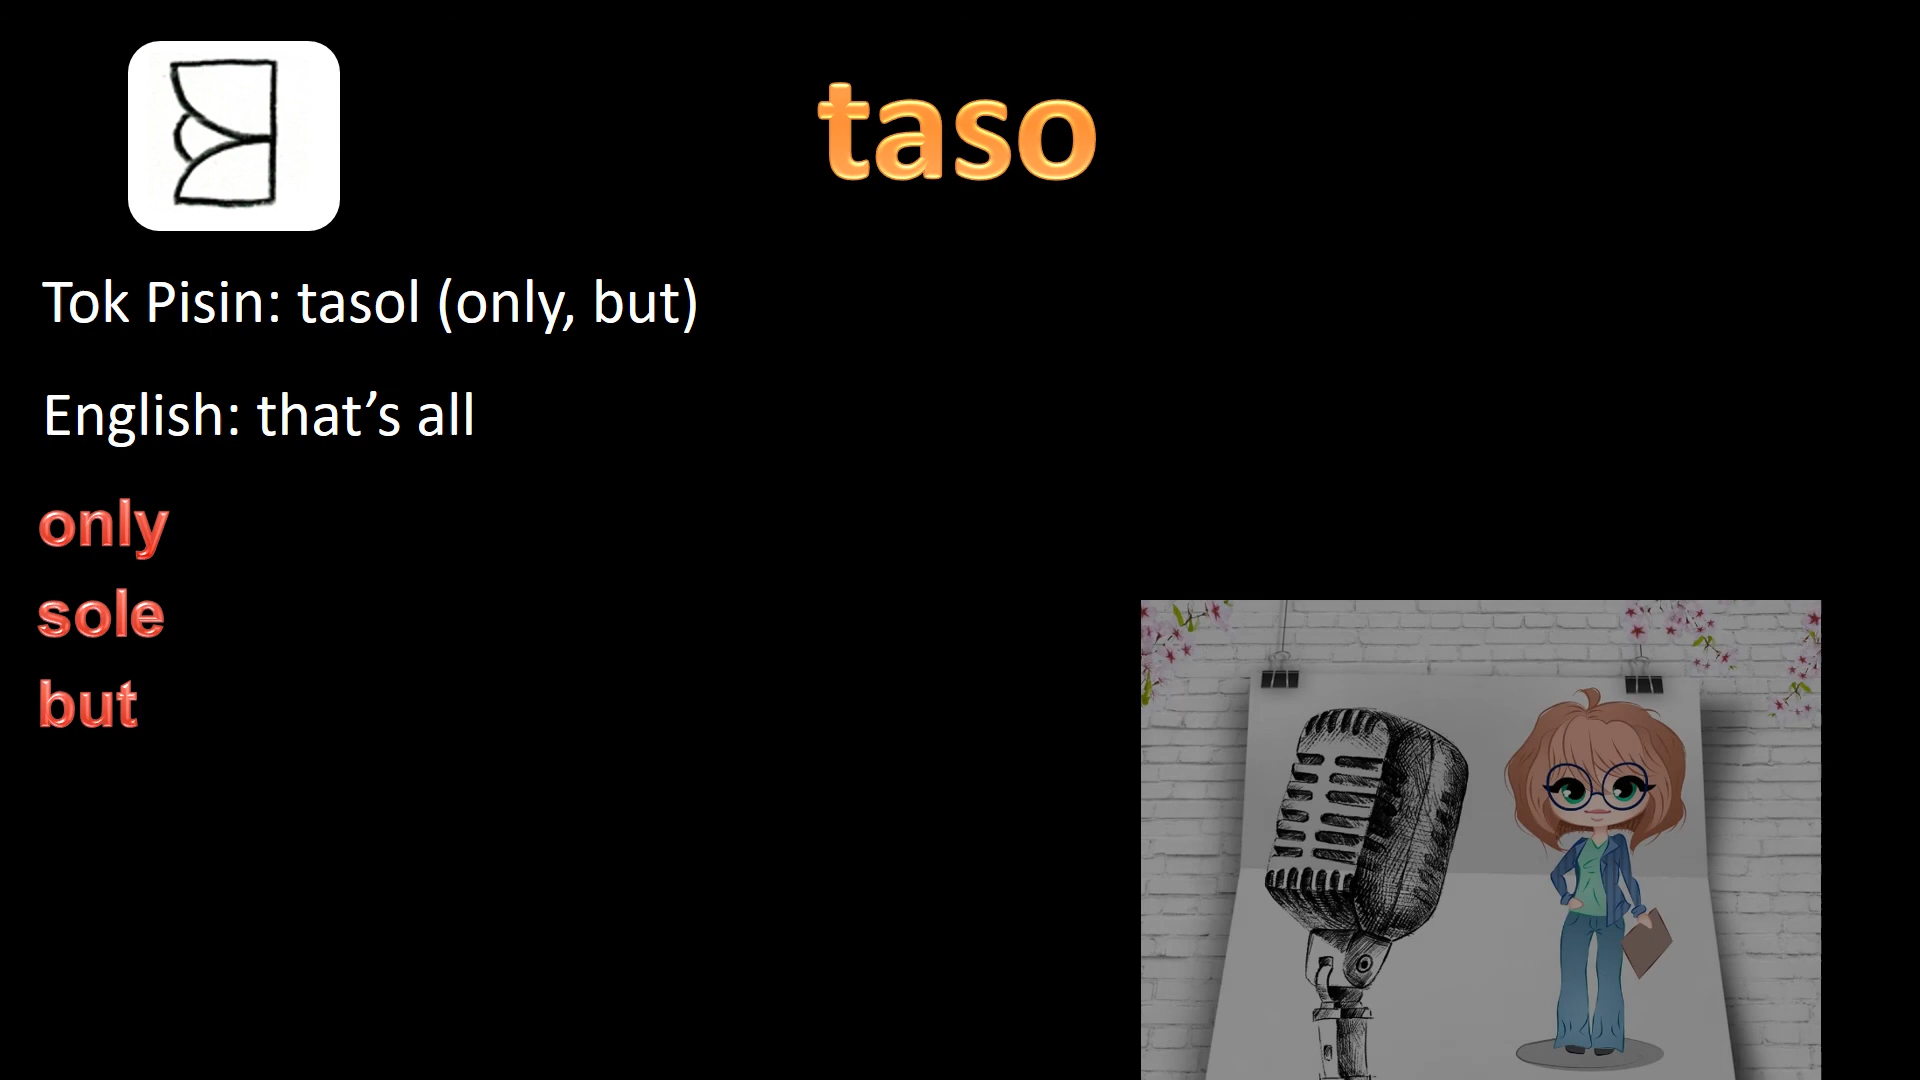 taso
Tok Pisin: tasol (only, but)
English: that’s all
only
sole
but